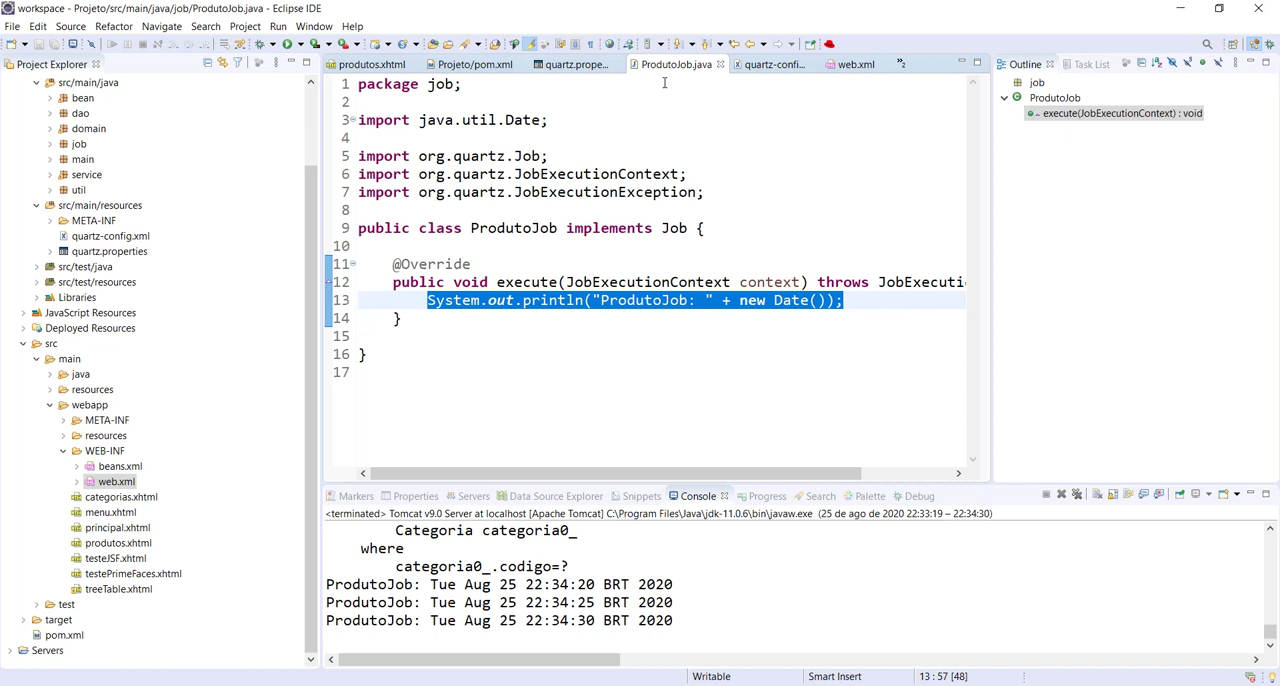 workspace - Projeto/src/main/java/job/ProdutoJob.java - Eclipse IDE
File Edit Source Refactor Navigate Search Project Run Window Help
Project Explorer
src/main/java
bean
dao
domain
job
main
service
util
src/main/resources
META-INF
quartz-config.xml
quartz.properties
src/test/java
src/test/resources
Libraries
JavaScript Resources
Deployed Resources
src
main
java
resources
webapp
META-INF
resources
WEB-INF
beans.xml
web.xml
categorias.xhtml
menu.xhtml
principal.xhtml
produtos.xhtml
testeJSF.xhtml
testePrimeFaces.xhtml
treeTable.xhtml
test
target
pom.xml
Servers
produtos.xhtml Projeto/pom.xml quartz.prope... ProdutoJob.java quartz-confi... web.xml »2
1 package job;
2
3 import java.util.Date;
4
5 import org.quartz.Job;
6 import org.quartz.JobExecutionContext;
7 import org.quartz.JobExecutionException;
8
9 public class ProdutoJob implements Job {
10
11 @Override
12 public void execute(JobExecutionContext context) throws JobExecuti
13 System.out.println("ProdutoJob: " + new Date());
14 }
15
16 }
17
Outline Task List
job
ProdutoJob
execute(JobExecutionContext) : void
Markers Properties Servers Data Source Explorer Snippets Console Progress Search Palette Debug
<terminated> Tomcat v9.0 Server at localhost [Apache Tomcat] C:\Program Files\Java\jdk-11.0.6\bin\javaw.exe (25 de ago de 2020 22:33:19 – 22:34:30)
Categoria categoria0_
where
categoria0_.codigo=?
ProdutoJob: Tue Aug 25 22:34:20 BRT 2020
ProdutoJob: Tue Aug 25 22:34:25 BRT 2020
ProdutoJob: Tue Aug 25 22:34:30 BRT 2020
Writable Smart Insert 13 : 57 [48]